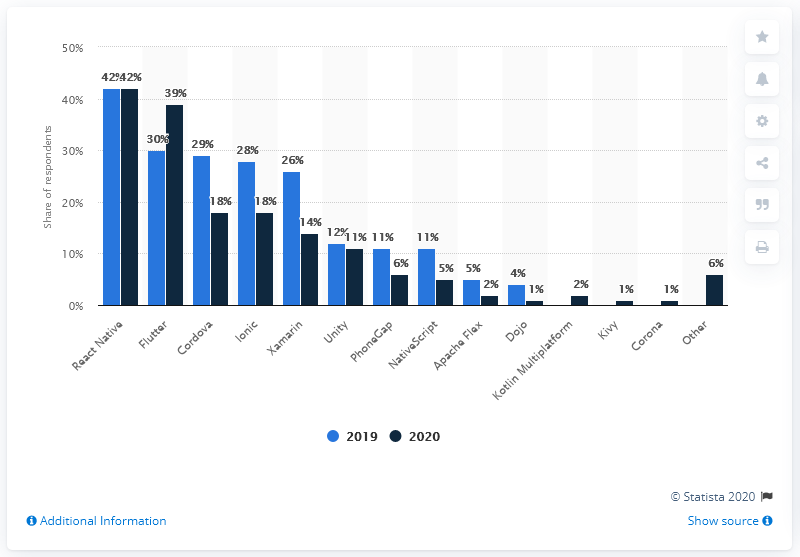 50%
40%
30%
20%
10%
0%
Share of respondents
42% 42%
30% 39%
29% 18%
28% 18%
26% 14%
12% 11%
11% 6%
11% 5%
5% 2%
4% 1%
2%
1%
1%
6%
React Native
Flutter
Cordova
Ionic
Xamarin
Unity
PhoneGap
NativeScript
Apache Flex
Dojo
Kotlin Multiplatform
Kivy
Corona
Other
2019 2020
© Statista 2020
Additional Information
Show source